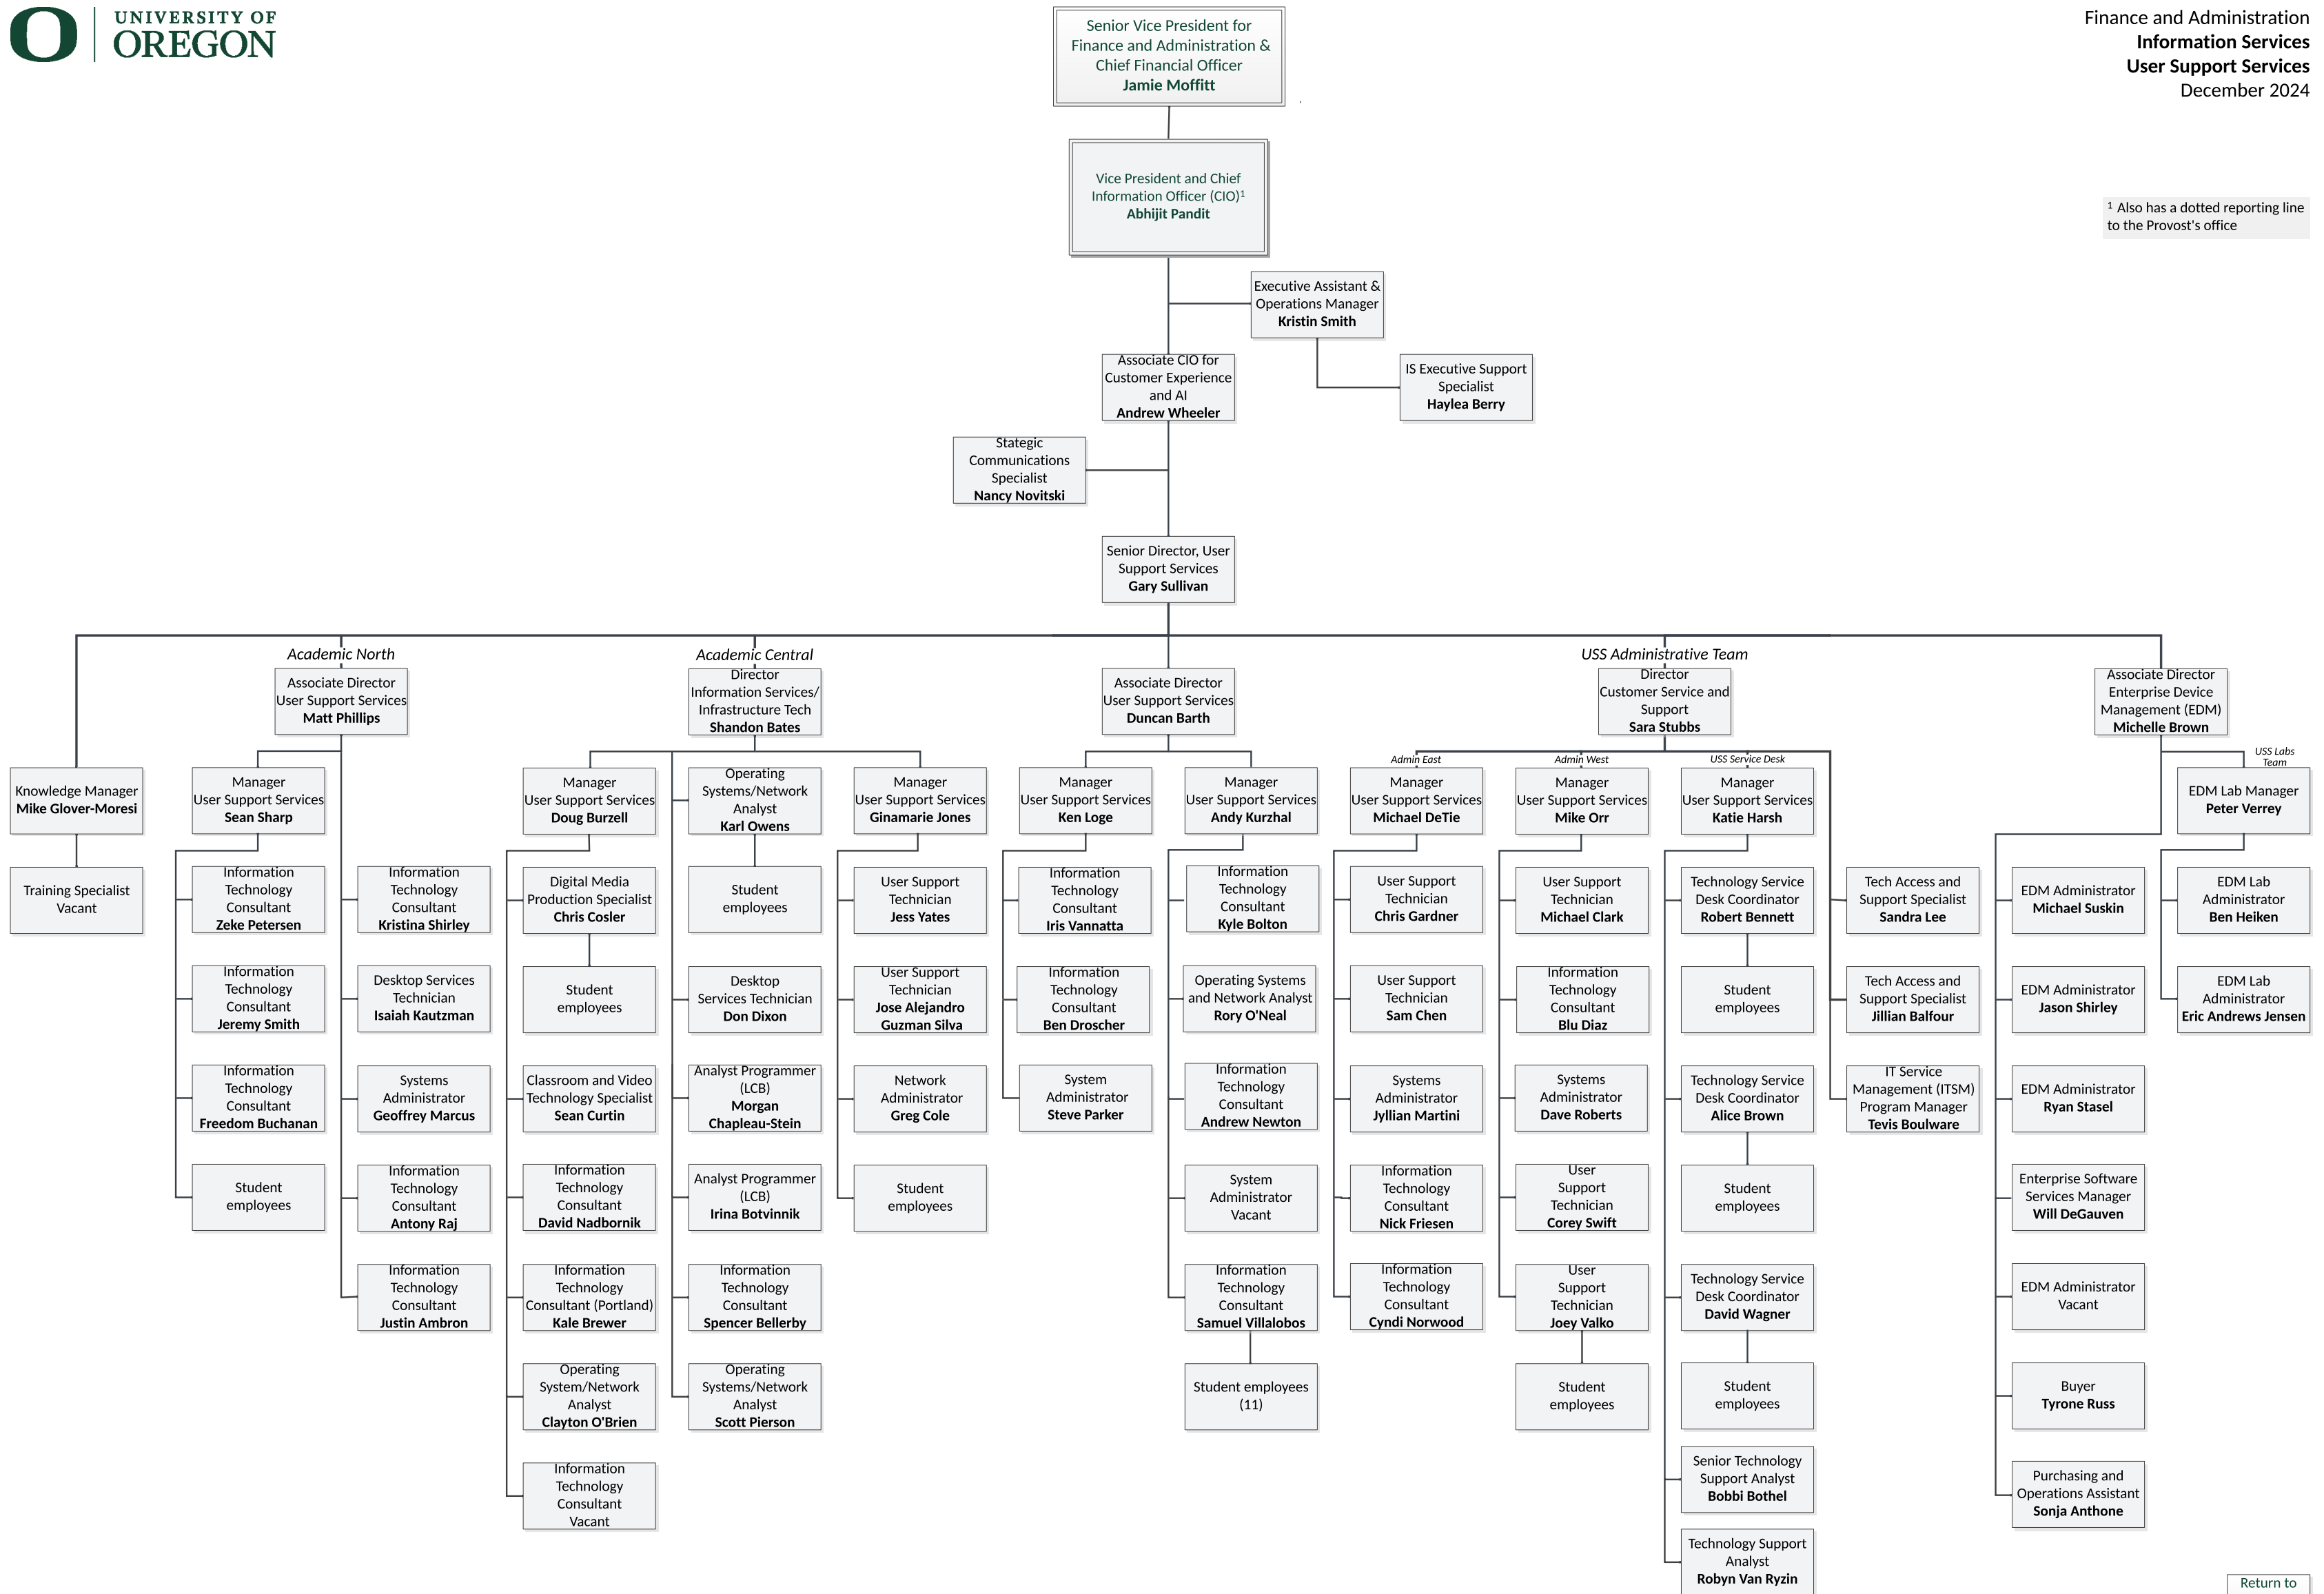 UNIVERSITY OF
OREGON
Finance and Administration
Information Services
User Support Services
December 2024
Senior Vice President for
Finance and Administration &
Chief Financial Officer
Jamie Moffitt
Vice President and Chief
Information Officer (CIO)1
Abhijit Pandit
1 Also has a dotted reporting line
to the Provost's office
Executive Assistant &
Operations Manager
Kristin Smith
Associate CIO for
Customer Experience
and AI
Andrew Wheeler
IS Executive Support
Specialist
Haylea Berry
Stategic
Communications
Specialist
Nancy Novitski
Senior Director, User
Support Services
Gary Sullivan
Academic North
Associate Director
User Support Services
Matt Phillips
Academic Central
Director
Information Services/
Infrastructure Tech
Shandon Bates
Associate Director
User Support Services
Duncan Barth
USS Administrative Team
Director
Customer Service and
Support
Sara Stubbs
Associate Director
Enterprise Device
Management (EDM)
Michelle Brown
Knowledge Manager
Mike Glover-Moresi
Manager
User Support Services
Sean Sharp
Manager
User Support Services
Doug Burzell
Operating
Systems/Network
Analyst
Karl Owens
Manager
User Support Services
Ginamarie Jones
Manager
User Support Services
Ken Loge
Manager
User Support Services
Andy Kurzhal
Admin East
Manager
User Support Services
Michael DeTie
Admin West
Manager
User Support Services
Mike Orr
USS Service Desk
Manager
User Support Services
Katie Harsh
USS Labs
Team
EDM Lab Manager
Peter Verrey
Training Specialist
Vacant
Information
Technology
Consultant
Zeke Petersen
Information
Technology
Consultant
Kristina Shirley
Digital Media
Production Specialist
Chris Cosler
Student
employees
User Support
Technician
Jess Yates
Information
Technology
Consultant
Iris Vannatta
Information
Technology
Consultant
Kyle Bolton
User Support
Technician
Chris Gardner
User Support
Technician
Michael Clark
Technology Service
Desk Coordinator
Robert Bennett
Tech Access and
Support Specialist
Sandra Lee
EDM Administrator
Michael Suskin
EDM Lab
Administrator
Ben Heiken
Information
Technology
Consultant
Jeremy Smith
Desktop Services
Technician
Isaiah Kautzman
Student
employees
Desktop
Services Technician
Don Dixon
User Support
Technician
Jose Alejandro
Guzman Silva
Information
Technology
Consultant
Ben Droscher
Operating Systems
and Network Analyst
Rory O'Neal
User Support
Technician
Sam Chen
Information
Technology
Consultant
Blu Diaz
Student
employees
Tech Access and
Support Specialist
Jillian Balfour
EDM Administrator
Jason Shirley
EDM Lab
Administrator
Eric Andrews Jensen
Information
Technology
Consultant
Freedom Buchanan
Systems
Administrator
Geoffrey Marcus
Classroom and Video
Technology Specialist
Sean Curtin
Analyst Programmer
(LCB)
Morgan
Chapleau-Stein
Network
Administrator
Greg Cole
System
Administrator
Steve Parker
Information
Technology
Consultant
Andrew Newton
Systems
Administrator
Jyllian Martini
Systems
Administrator
Dave Roberts
Technology Service
Desk Coordinator
Alice Brown
IT Service
Management (ITSM)
Program Manager
Tevis Boulware
EDM Administrator
Ryan Stasel
Student
employees
Information
Technology
Consultant
Antony Raj
Information
Technology
Consultant
David Nadbornik
Analyst Programmer
(LCB)
Irina Botvinnik
Student
employees
System
Administrator
Vacant
Information
Technology
Consultant
Nick Friesen
User
Support
Technician
Corey Swift
Student
employees
Enterprise Software
Services Manager
Will DeGauven
Information
Technology
Consultant
Justin Ambron
Information
Technology
Consultant (Portland)
Kale Brewer
Information
Technology
Consultant
Spencer Bellerby
Information
Technology
Consultant
Samuel Villalobos
Information
Technology
Consultant
Cyndi Norwood
User
Support
Technician
Joey Valko
Technology Service
Desk Coordinator
David Wagner
EDM Administrator
Vacant
Operating
System/Network
Analyst
Clayton O'Brien
Operating
Systems/Network
Analyst
Scott Pierson
Student employees
(11)
Student
employees
Student
employees
Buyer
Tyrone Russ
Information
Technology
Consultant
Vacant
Senior Technology
Support Analyst
Bobbi Bothel
Purchasing and
Operations Assistant
Sonja Anthone
Technology Support
Analyst
Robyn Van Ryzin
Return to